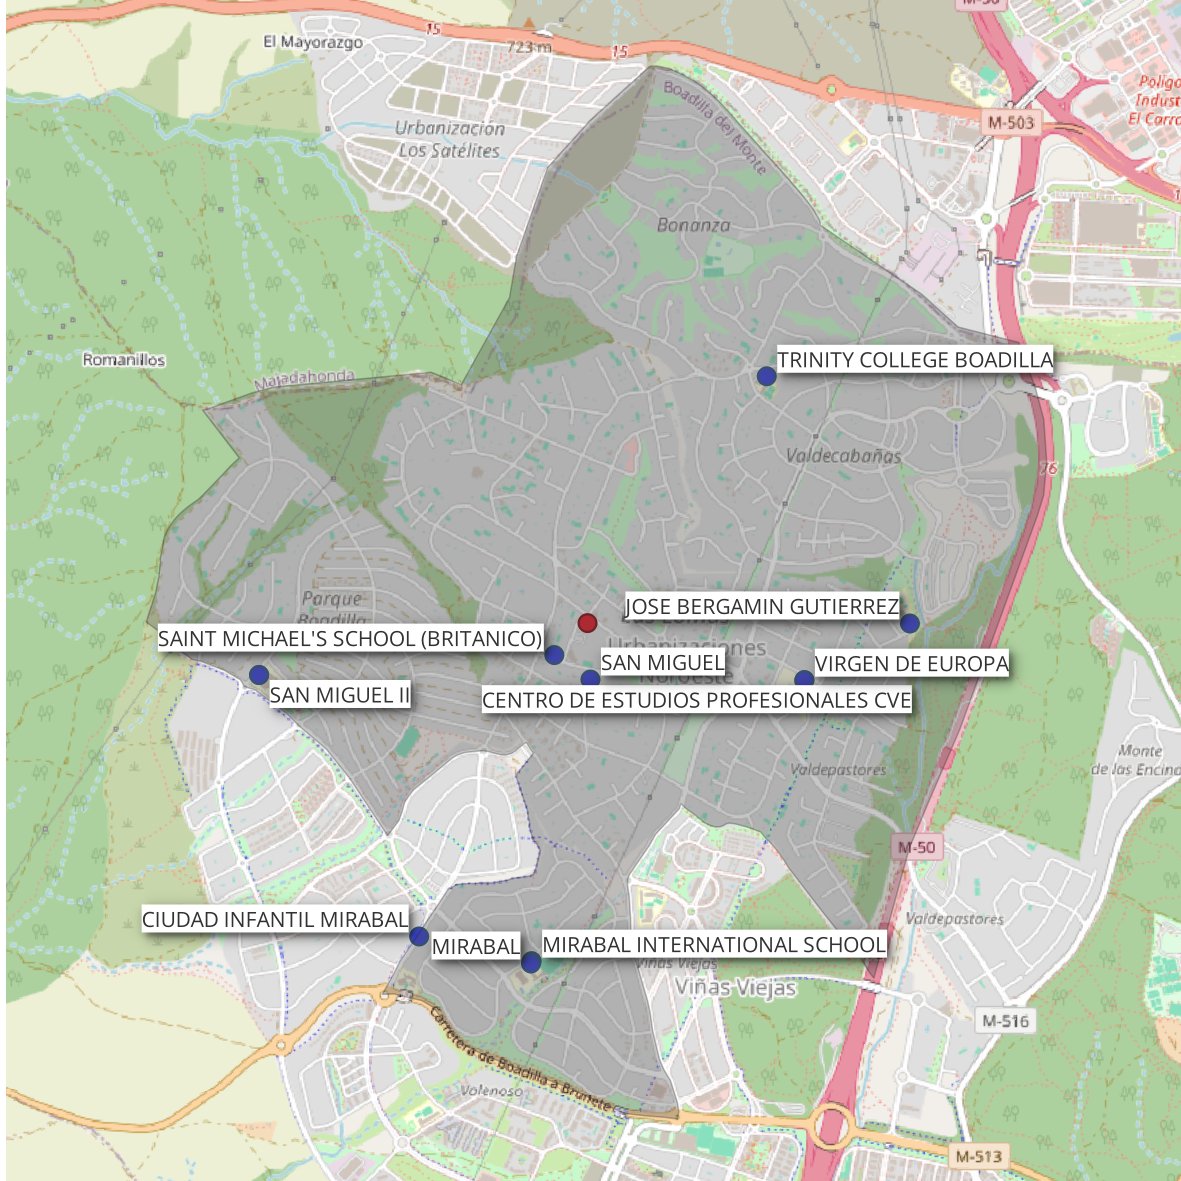 M-50
El Mayorazgo
15
723 m
15
Boadilla del Monte
Polígo
Indust
El Carra
M-503
Urbanización
Los Satélites
Bonanza
Romanillos
Majadahonda
TRINITY COLLEGE BOADILLA
Valdecabañas
76
Parque
Boadilla
JOSE BERGAMIN GUTIERREZ
Las Lomas
Urbanizaciones
Noroeste
SAINT MICHAEL'S SCHOOL (BRITANICO)
SAN MIGUEL
VIRGEN DE EUROPA
SAN MIGUEL II
CENTRO DE ESTUDIOS PROFESIONALES CVE
Valdepastores
Monte
de las Encina
M-50
CIUDAD INFANTIL MIRABAL
MIRABAL
MIRABAL INTERNATIONAL SCHOOL
Valdepastores
Viñas Viejas
Viñas Viejas
M-516
Carretera de Boadilla a Brunete
Valenoso
M-513